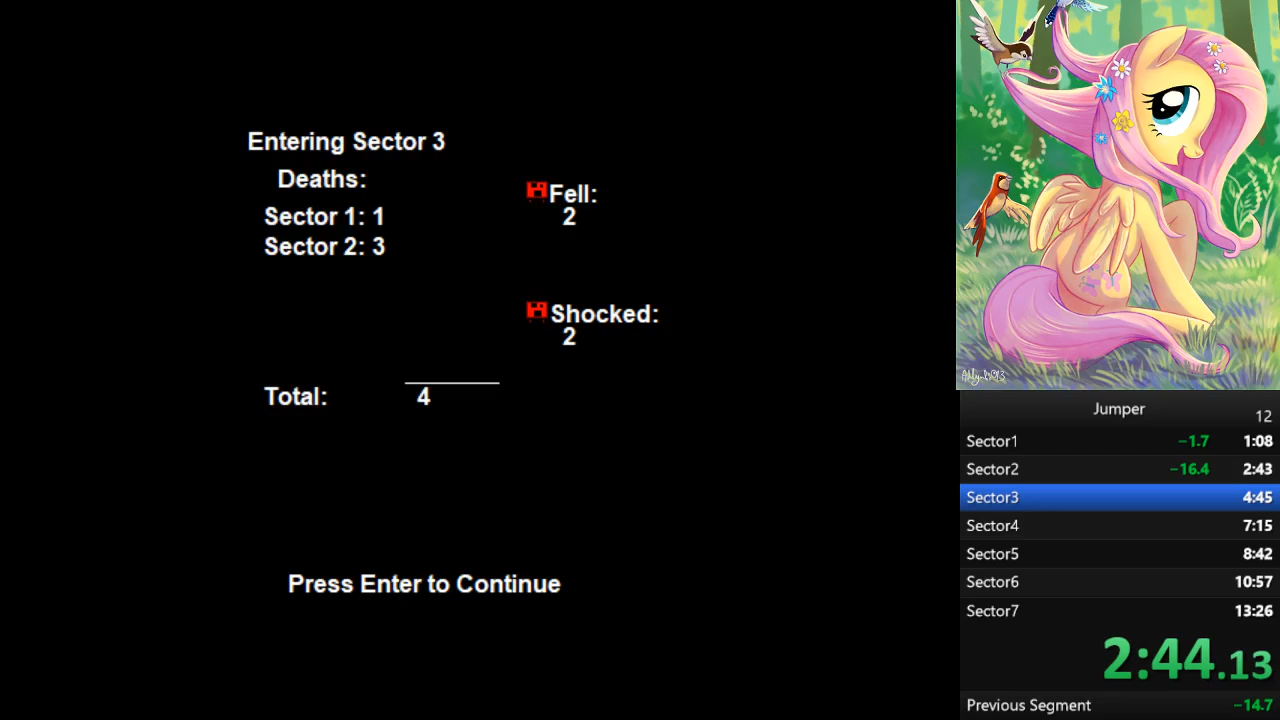 Entering Sector 3
Deaths:
Sector 1: 1
Sector 2: 3
Fell:
2
Shocked:
2
Total: 4
Press Enter to Continue
Jumper 12
Sector1 −1.7 1:08
Sector2 −16.4 2:43
Sector3 4:45
Sector4 7:15
Sector5 8:42
Sector6 10:57
Sector7 13:26
2:44.13
Previous Segment −14.7